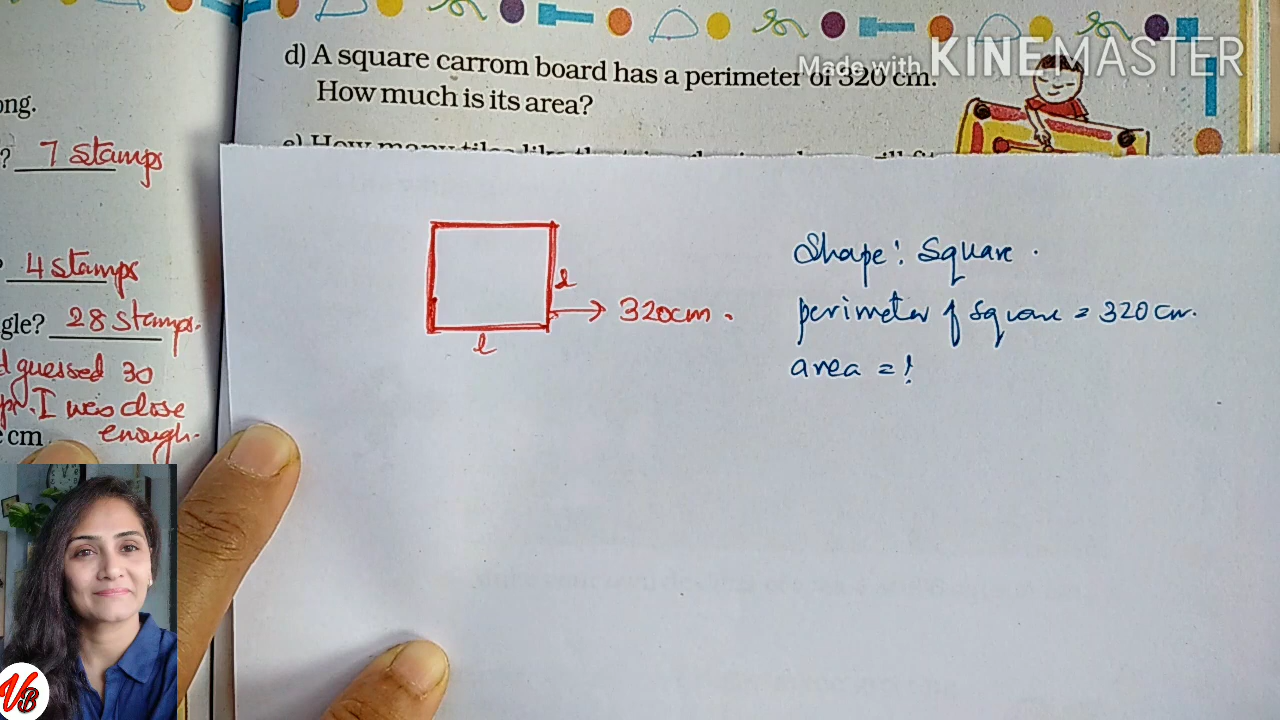 Made with KINEMASTER
d) A square carrom board has a perimeter of 320 cm.
How much is its area?
ong.
? 7 stamps
4 stamps
gle? 28 stamps.
d guessed 30
I was close
cm enough.
l
320cm.
l
Shape: Square.
perimeter of square = 320 cm.
area = ?
VB